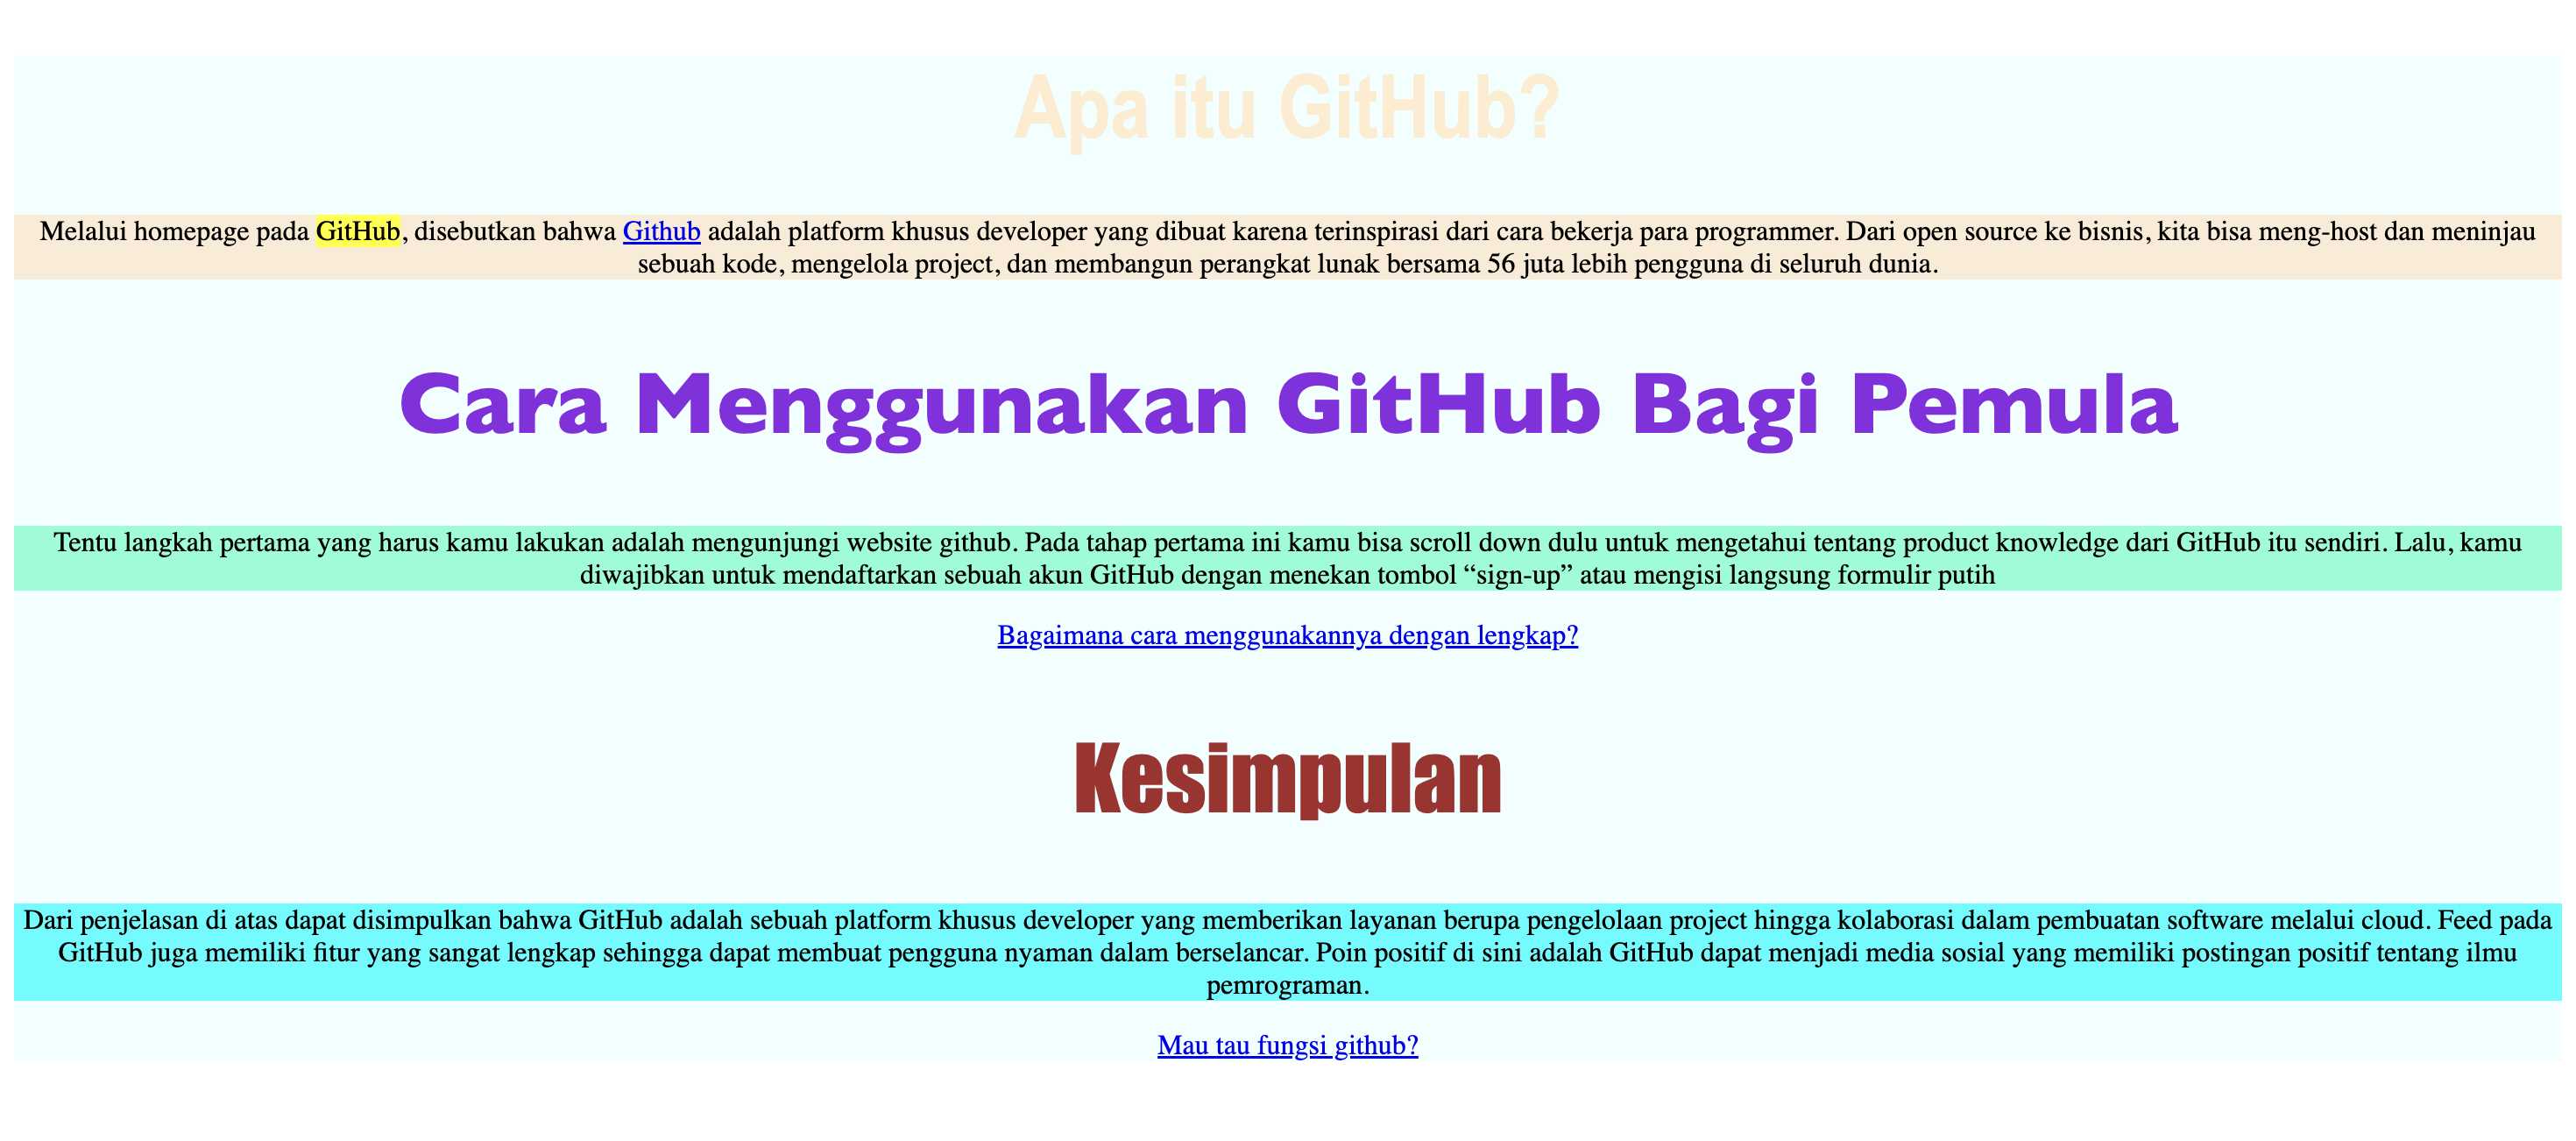 Apa itu GitHub?
Melalui homepage pada GitHub, disebutkan bahwa Github adalah platform khusus developer yang dibuat karena terinspirasi dari cara bekerja para programmer. Dari open source ke bisnis, kita bisa meng-host dan meninjau
sebuah kode, mengelola project, dan membangun perangkat lunak bersama 56 juta lebih pengguna di seluruh dunia.
Cara Menggunakan GitHub Bagi Pemula
Tentu langkah pertama yang harus kamu lakukan adalah mengunjungi website github. Pada tahap pertama ini kamu bisa scroll down dulu untuk mengetahui tentang product knowledge dari GitHub itu sendiri. Lalu, kamu
diwajibkan untuk mendaftarkan sebuah akun GitHub dengan menekan tombol “sign-up” atau mengisi langsung formulir putih
Bagaimana cara menggunakannya dengan lengkap?
Kesimpulan
Dari penjelasan di atas dapat disimpulkan bahwa GitHub adalah sebuah platform khusus developer yang memberikan layanan berupa pengelolaan project hingga kolaborasi dalam pembuatan software melalui cloud. Feed pada
GitHub juga memiliki fitur yang sangat lengkap sehingga dapat membuat pengguna nyaman dalam berselancar. Poin positif di sini adalah GitHub dapat menjadi media sosial yang memiliki postingan positif tentang ilmu
pemrograman.
Mau tau fungsi github?